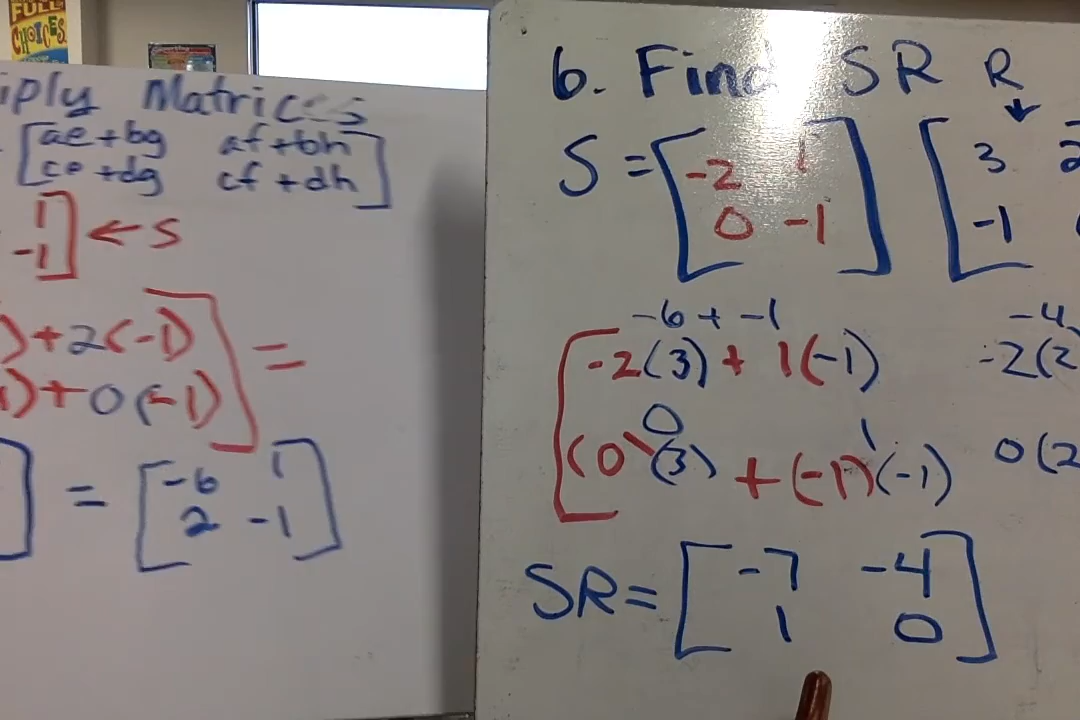 FULL
CHOICES
iply Matrices
[ae+bg af+bh]
[ce+dg cf+dh]
1] ← S
-1]
)+2(-1)] =
1)+0(-1)]
] = [-6 1]
[2 -1]
6. Find SR R
↓
S = [-2 1] [3 2
[0 -1] [-1
-6 + -1 -4
[-2(3) + 1(-1) -2(2
0 1
[(0 (3) + (-1)(-1) 0(2
SR = [-7 -4]
[1 0]